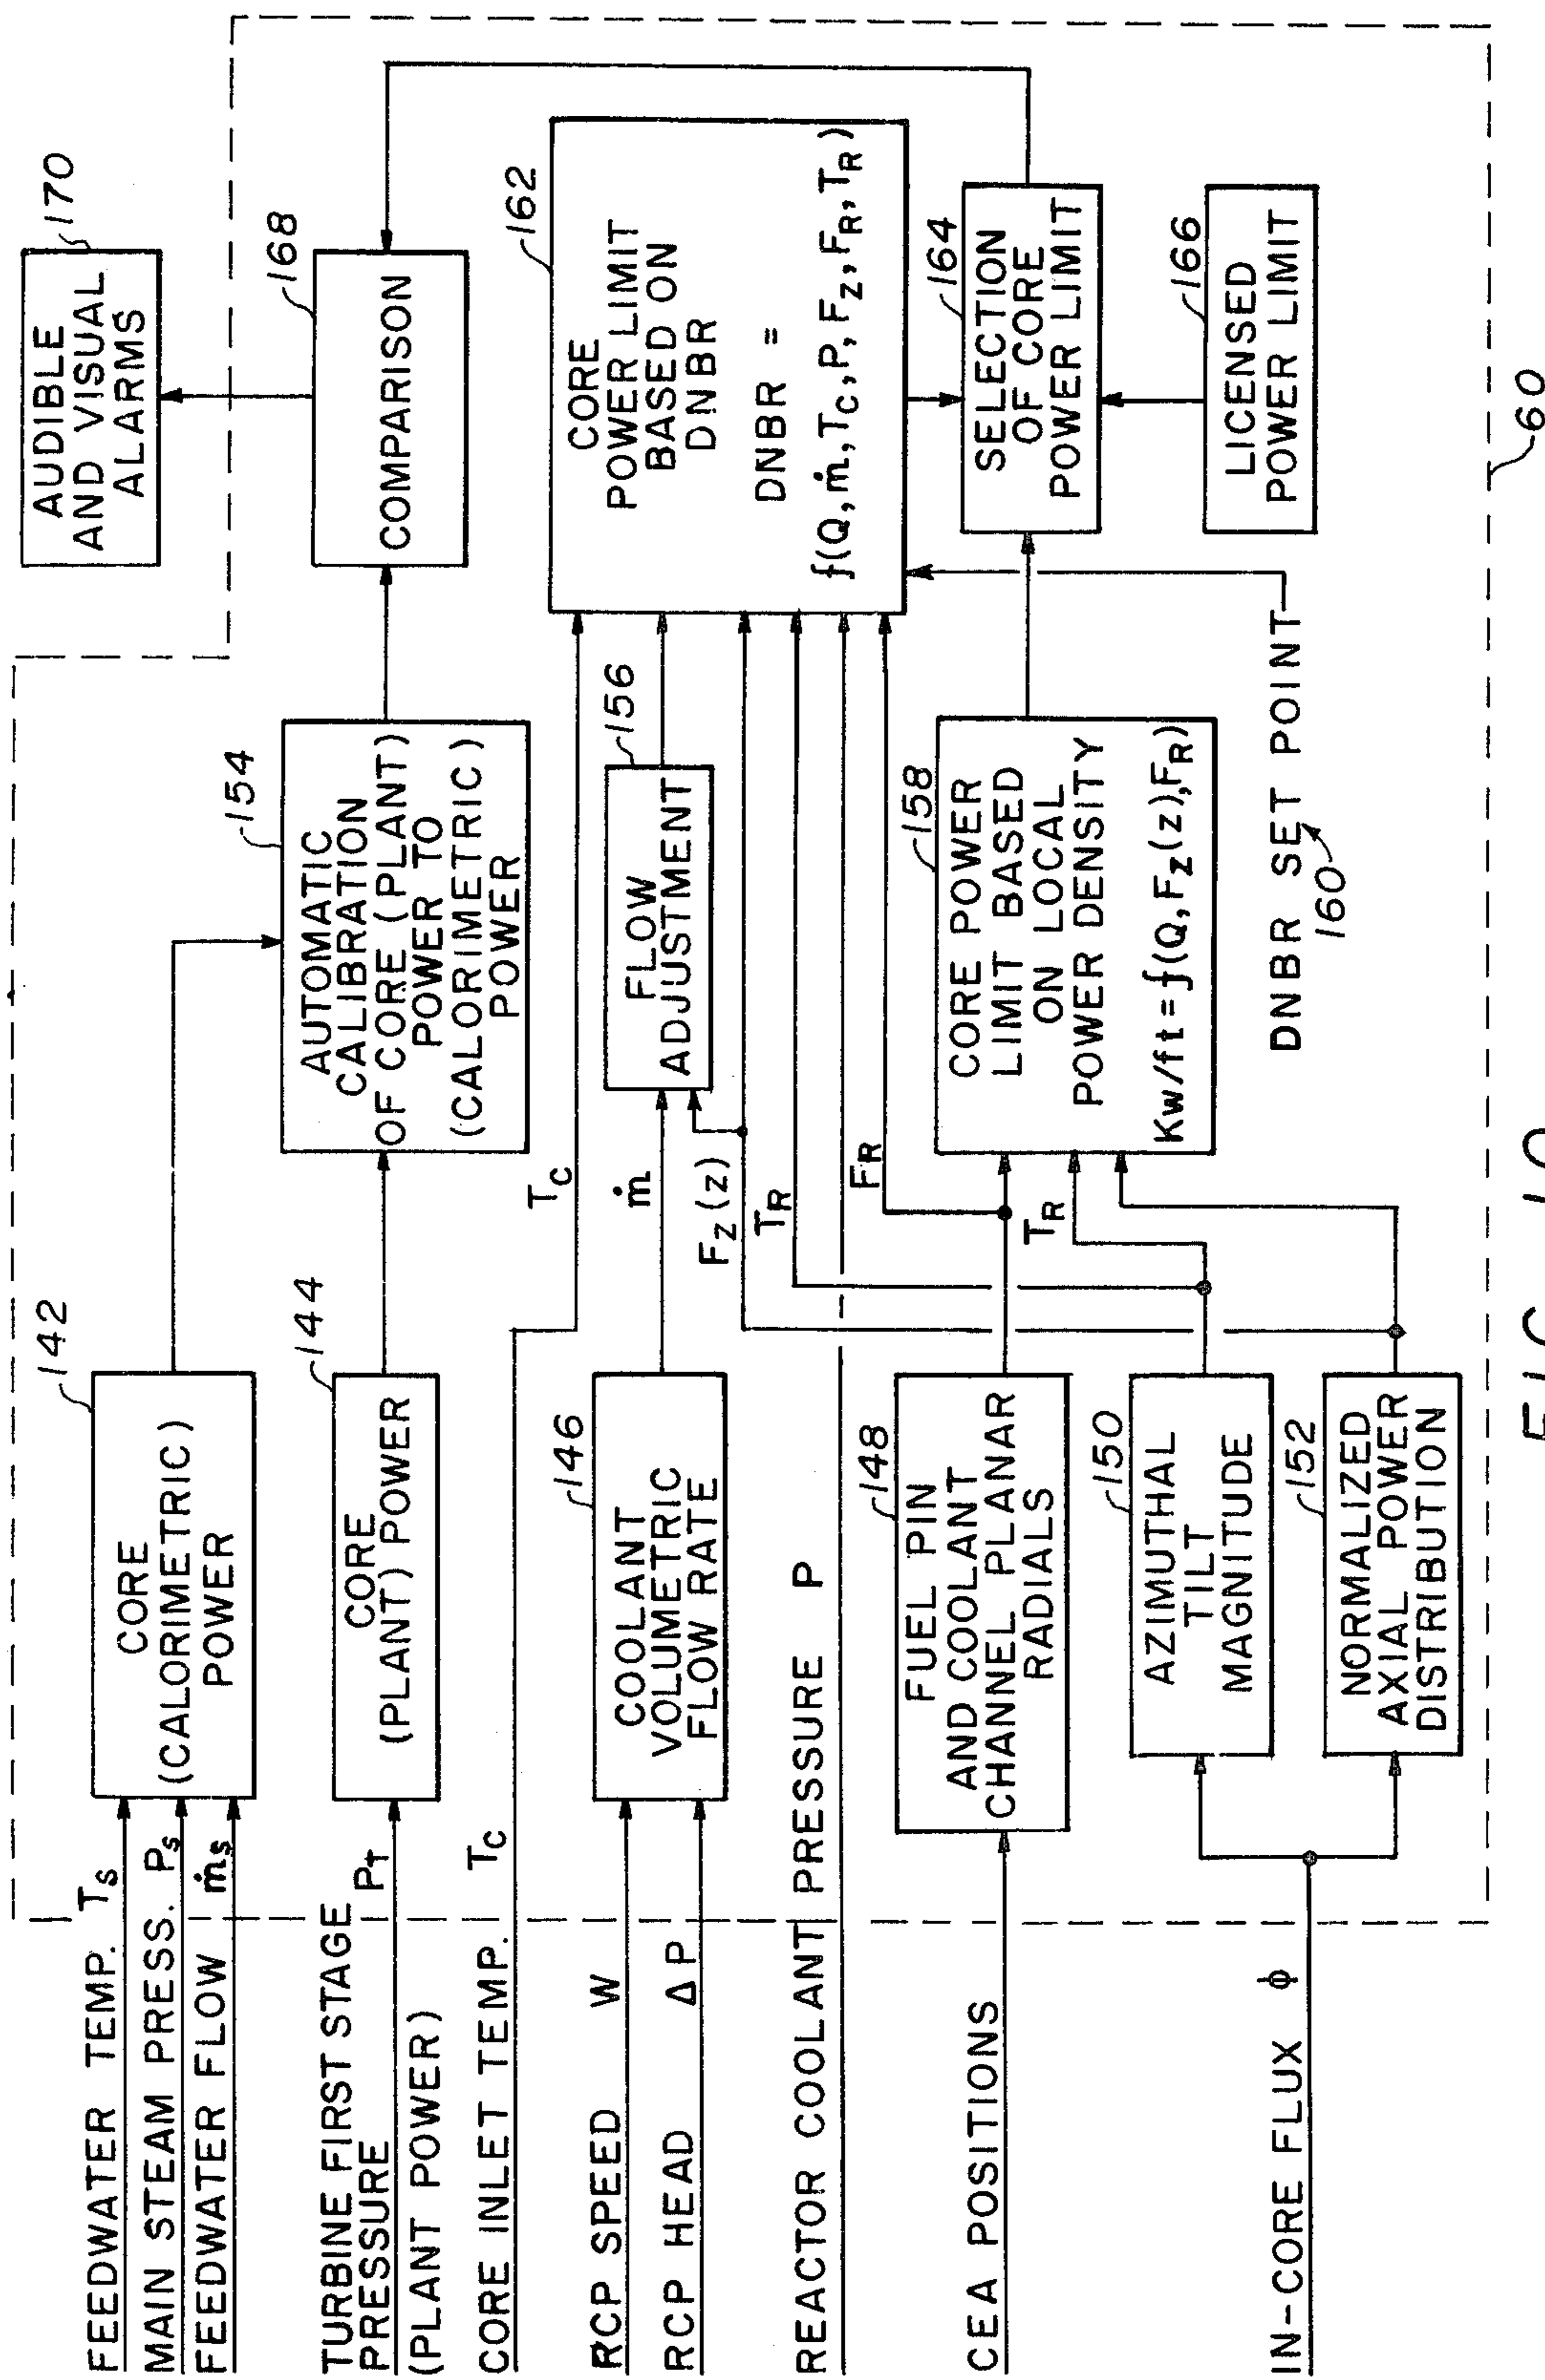 FEEDWATER TEMP. TS
MAIN STEAM PRESS. Ps
FEEDWATER FLOW ṁs
TURBINE FIRST STAGE
PRESSURE PT
(PLANT POWER)
CORE INLET TEMP. TC
RCP SPEED W
RCP HEAD ΔP
REACTOR COOLANT PRESSURE P
CEA POSITIONS
IN-CORE FLUX ϕ
142
CORE
(CALORIMETRIC)
POWER
144
CORE
(PLANT) POWER
146
COOLANT
VOLUMETRIC
FLOW RATE
148
FUEL PIN
AND COOLANT
CHANNEL PLANAR
RADIALS
150
AZIMUTHAL
TILT
MAGNITUDE
152
NORMALIZED
AXIAL POWER
DISTRIBUTION
TC
ṁ
FZ(z)
TR
FR
TR
154
AUTOMATIC
CALIBRATION
OF CORE (PLANT)
POWER TO
(CALORIMETRIC)
POWER
156
FLOW
ADJUSTMENT
158
CORE POWER
LIMIT BASED
ON LOCAL
POWER DENSITY
Kw/ft = f(Q, FZ(z), FR)
DNBR SET POINT
160
170
AUDIBLE
AND VISUAL
ALARMS
168
COMPARISON
162
CORE
POWER LIMIT
BASED ON
DNBR
DNBR =
f(Q, ṁ, TC, P, FZ, FR, TR)
164
SELECTION
OF CORE
POWER LIMIT
166
LICENSED
POWER LIMIT
60